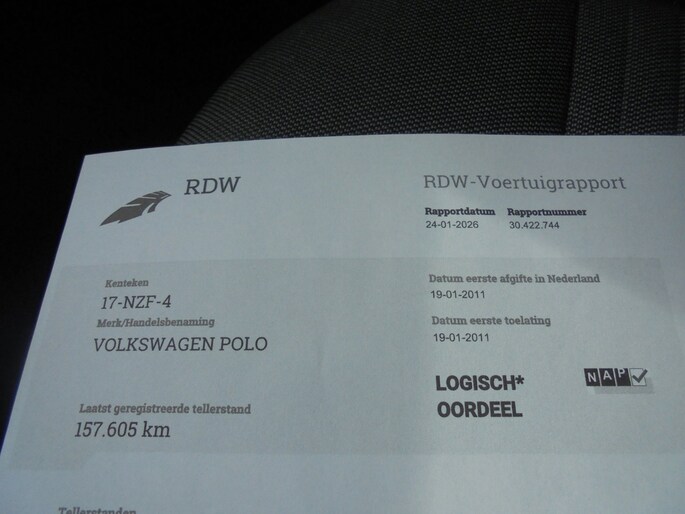 RDW
RDW-Voertuigrapport
Rapportdatum Rapportnummer
24-01-2026 30.422.744
Kenteken
17-NZF-4
Merk/Handelsbenaming
VOLKSWAGEN POLO
Laatst geregistreerde tellerstand
157.605 km
Datum eerste afgifte in Nederland
19-01-2011
Datum eerste toelating
19-01-2011
LOGISCH*
OORDEEL
NAP
Tellerstanden